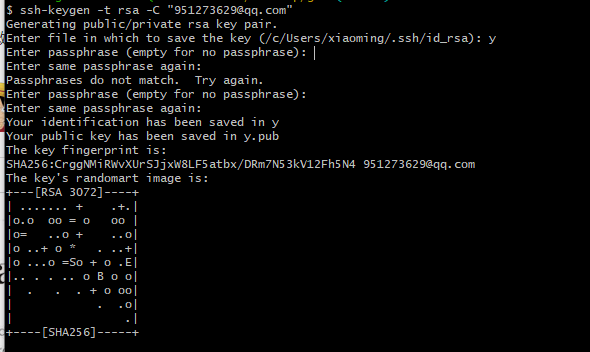 $ ssh-keygen -t rsa -C "951273629@qq.com"
Generating public/private rsa key pair.
Enter file in which to save the key (/c/Users/xiaoming/.ssh/id_rsa): y
Enter passphrase (empty for no passphrase):
Enter same passphrase again:
Passphrases do not match.  Try again.
Enter passphrase (empty for no passphrase):
Enter same passphrase again:
Your identification has been saved in y
Your public key has been saved in y.pub
The key fingerprint is:
SHA256:CrggNMiRWvXUrSJjxW8LF5atbx/DRm7N53kV12Fh5N4 951273629@qq.com
The key's randomart image is:
+---[RSA 3072]----+
| ....... +    .+.|
|o.o  oo = o   oo |
|o=   ..o +    ..o|
|o ..+ o *   . ..+|
|o ...o =So + o .E|
|.. . . .. o B o o|
|  .   .  . + o oo|
|            .  .o|
|                .|
+----[SHA256]-----+